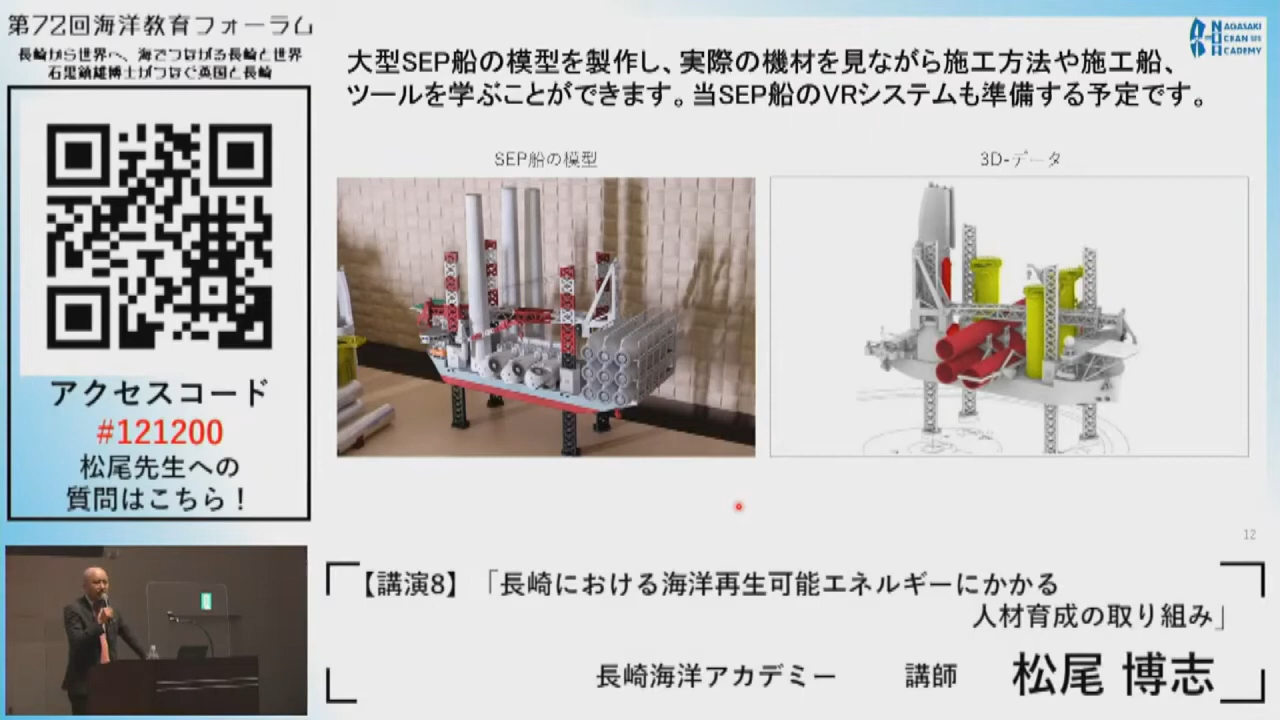 第72回海洋教育フォーラム
長崎から世界へ、海でつながる長崎と世界
石黒鎮雄博士がつなぐ英国と長崎
アクセスコード
#121200
松尾先生への
質問はこちら！
NAGASAKI
OCEAN
ACADEMY
大型SEP船の模型を製作し、実際の機材を見ながら施工方法や施工船、
ツールを学ぶことができます。当SEP船のVRシステムも準備する予定です。
SEP船の模型
3D-データ
12
【講演8】「長崎における海洋再生可能エネルギーにかかる
人材育成の取り組み」
長崎海洋アカデミー　講師　松尾 博志